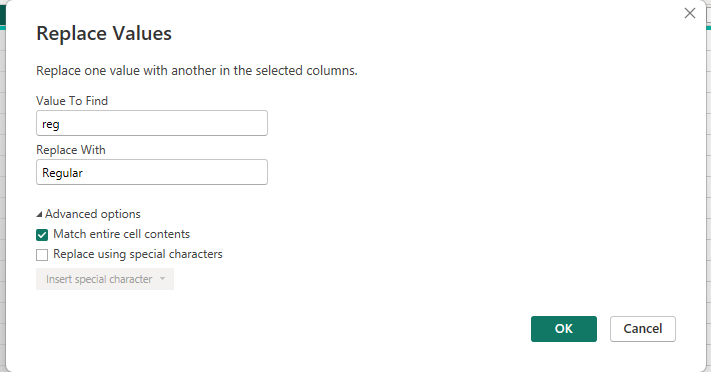 Replace Values
Replace one value with another in the selected columns.
Value To Find
reg
Replace With
Regular
Advanced options
Match entire cell contents
Replace using special characters
Insert special character
OK
Cancel